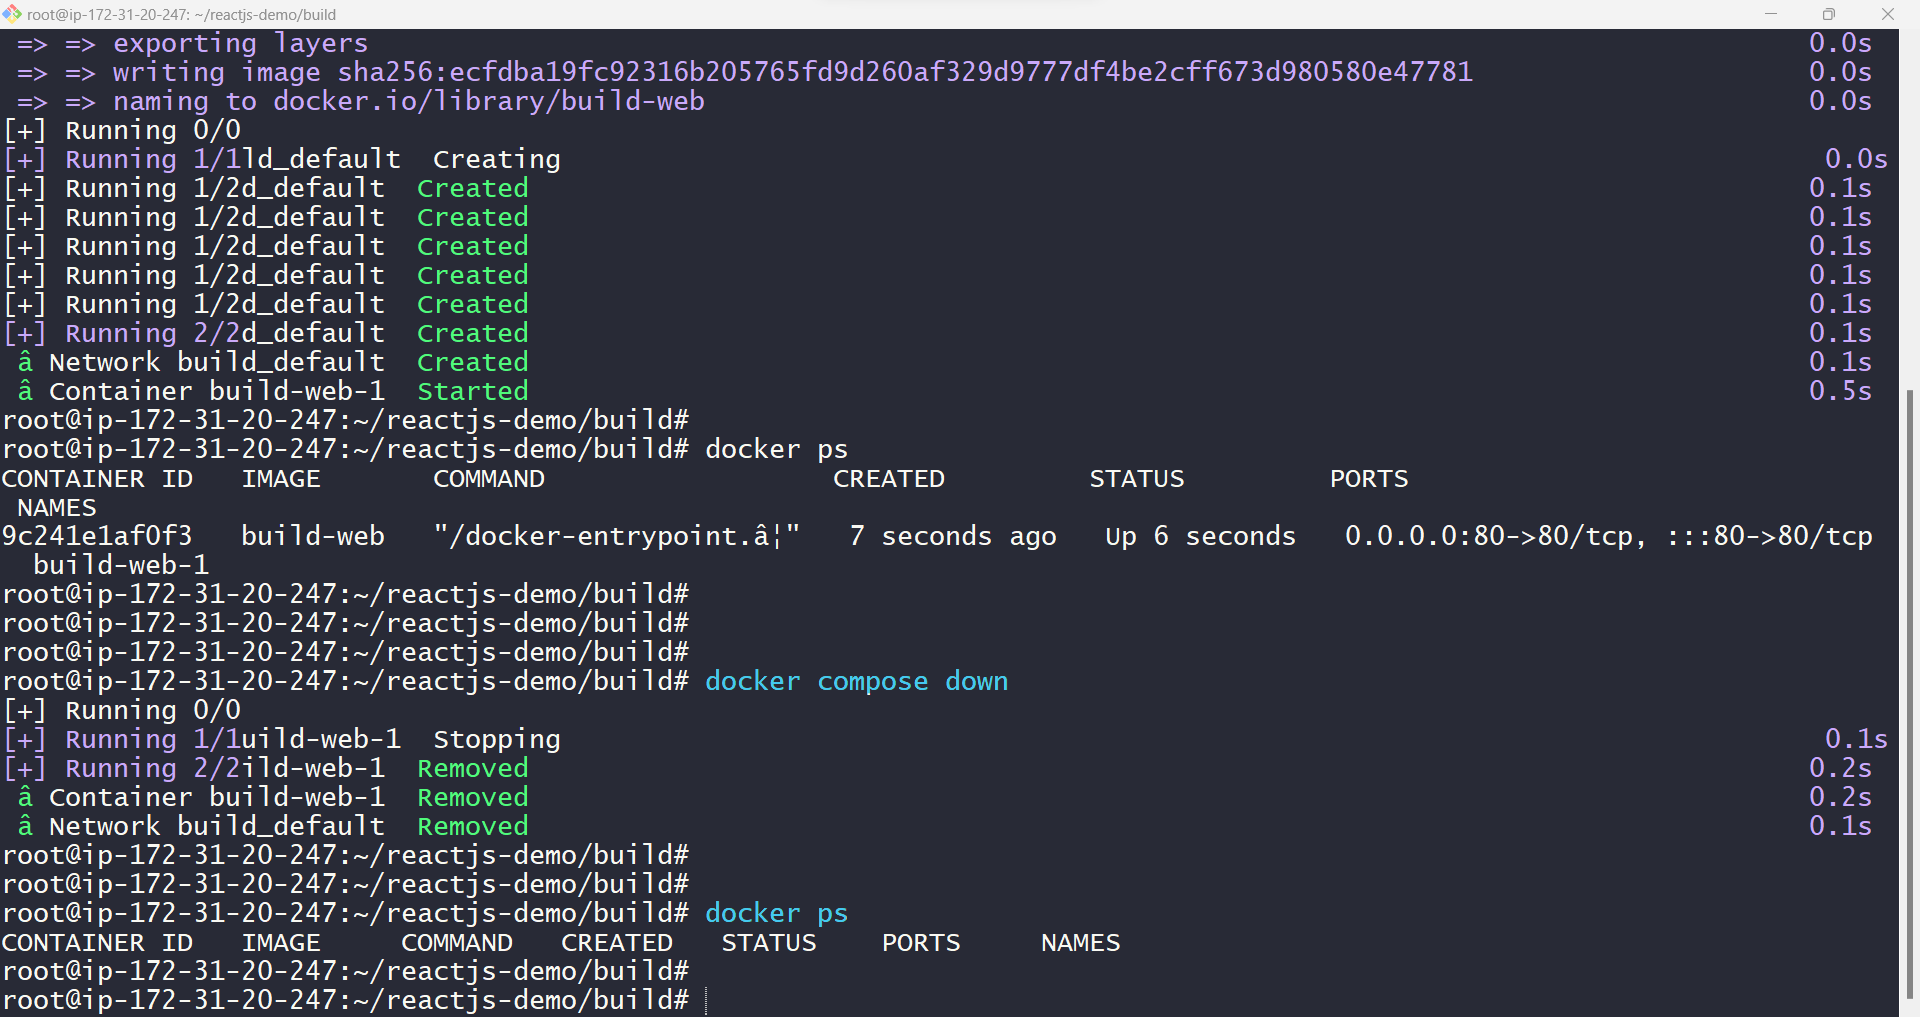 root@ip-172-31-20-247: ~/reactjs-demo/build
=> => exporting layers 0.0s
=> => writing image sha256:ecfdba19fc92316b205765fd9d260af329d9777df4be2cff673d980580e47781 0.0s
=> => naming to docker.io/library/build-web 0.0s
[+] Running 0/0
[+] Running 1/1ld_default  Creating 0.0s
[+] Running 1/2d_default  Created 0.1s
[+] Running 1/2d_default  Created 0.1s
[+] Running 1/2d_default  Created 0.1s
[+] Running 1/2d_default  Created 0.1s
[+] Running 1/2d_default  Created 0.1s
[+] Running 2/2d_default  Created 0.1s
â Network build_default  Created 0.1s
â Container build-web-1  Started 0.5s
root@ip-172-31-20-247:~/reactjs-demo/build#
root@ip-172-31-20-247:~/reactjs-demo/build# docker ps
CONTAINER ID   IMAGE       COMMAND                  CREATED         STATUS         PORTS
NAMES
9c241e1af0f3   build-web   "/docker-entrypoint.â¦"   7 seconds ago   Up 6 seconds   0.0.0.0:80->80/tcp, :::80->80/tcp
build-web-1
root@ip-172-31-20-247:~/reactjs-demo/build#
root@ip-172-31-20-247:~/reactjs-demo/build#
root@ip-172-31-20-247:~/reactjs-demo/build#
root@ip-172-31-20-247:~/reactjs-demo/build# docker compose down
[+] Running 0/0
[+] Running 1/1uild-web-1  Stopping 0.1s
[+] Running 2/2ild-web-1  Removed 0.2s
â Container build-web-1  Removed 0.2s
â Network build_default  Removed 0.1s
root@ip-172-31-20-247:~/reactjs-demo/build#
root@ip-172-31-20-247:~/reactjs-demo/build#
root@ip-172-31-20-247:~/reactjs-demo/build# docker ps
CONTAINER ID   IMAGE     COMMAND   CREATED   STATUS    PORTS     NAMES
root@ip-172-31-20-247:~/reactjs-demo/build#
root@ip-172-31-20-247:~/reactjs-demo/build#